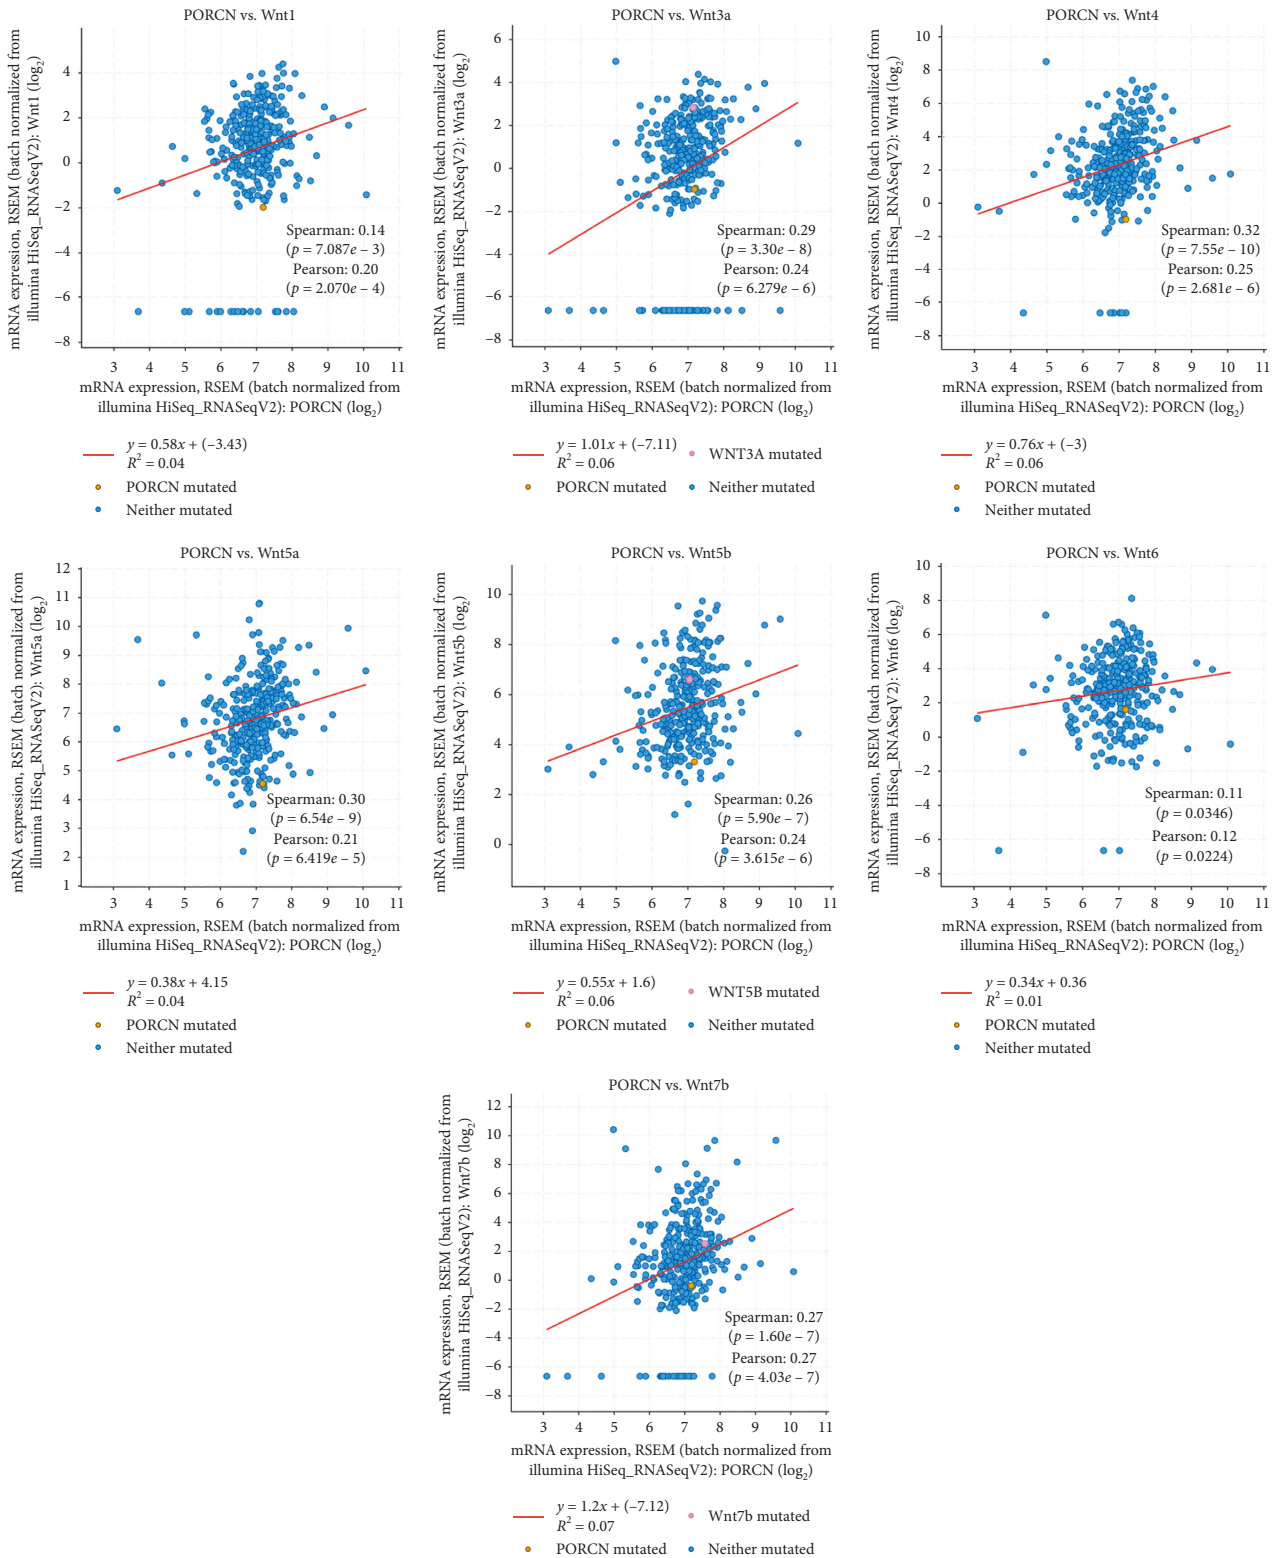 PORCN vs. Wnt1
mRNA expression, RSEM (batch normalized from
illumina HiSeq_RNASeqV2): Wnt1 (log2)
4
2
0
−2
−4
−6
−8
Spearman: 0.14
(p = 7.087e – 3)
Pearson: 0.20
(p = 2.070e – 4)
3 4 5 6 7 8 9 10 11
mRNA expression, RSEM (batch normalized from
illumina HiSeq_RNASeqV2): PORCN (log2)
y = 0.58x + (–3.43)
R2 = 0.04
PORCN mutated
Neither mutated
PORCN vs. Wnt3a
mRNA expression, RSEM (batch normalized from
illumina HiSeq_RNASeqV2): Wnt3a (log2)
6
4
2
0
−2
−4
−6
−8
Spearman: 0.29
(p = 3.30e – 8)
Pearson: 0.24
(p = 6.279e – 6)
3 4 5 6 7 8 9 10 11
mRNA expression, RSEM (batch normalized from
illumina HiSeq_RNASeqV2): PORCN (log2)
y = 1.01x + (–7.11)
R2 = 0.06
WNT3A mutated
PORCN mutated
Neither mutated
PORCN vs. Wnt4
mRNA expression, RSEM (batch normalized from
illumina HiSeq_RNASeqV2): Wnt4 (log2)
10
8
6
4
2
0
−2
−4
−6
−8
Spearman: 0.32
(p = 7.55e – 10)
Pearson: 0.25
(p = 2.681e – 6)
3 4 5 6 7 8 9 10 11
mRNA expression, RSEM (batch normalized from
illumina HiSeq_RNASeqV2): PORCN (log2)
y = 0.76x + (–3)
R2 = 0.06
PORCN mutated
Neither mutated
PORCN vs. Wnt5a
mRNA expression, RSEM (batch normalized from
illumina HiSeq_RNASeqV2): Wnt5a (log2)
12
11
10
9
8
7
6
5
4
3
2
1
Spearman: 0.30
(p = 6.54e – 9)
Pearson: 0.21
(p = 6.419e – 5)
3 4 5 6 7 8 9 10 11
mRNA expression, RSEM (batch normalized from
illumina HiSeq_RNASeqV2): PORCN (log2)
y = 0.38x + 4.15
R2 = 0.04
PORCN mutated
Neither mutated
PORCN vs. Wnt5b
mRNA expression, RSEM (batch normalized from
illumina HiSeq_RNASeqV2): Wnt5b (log2)
10
8
6
4
2
0
Spearman: 0.26
(p = 5.90e – 7)
Pearson: 0.24
(p = 3.615e – 6)
3 4 5 6 7 8 9 10 11
mRNA expression, RSEM (batch normalized from
illumina HiSeq_RNASeqV2): PORCN (log2)
y = 0.55x + 1.6)
R2 = 0.06
WNT5B mutated
PORCN mutated
Neither mutated
PORCN vs. Wnt6
mRNA expression, RSEM (batch normalized from
illumina HiSeq_RNASeqV2): Wnt6 (log2)
10
8
6
4
2
0
−2
−4
−6
−8
Spearman: 0.11
(p = 0.0346)
Pearson: 0.12
(p = 0.0224)
3 4 5 6 7 8 9 10 11
mRNA expression, RSEM (batch normalized from
illumina HiSeq_RNASeqV2): PORCN (log2)
y = 0.34x + 0.36
R2 = 0.01
PORCN mutated
Neither mutated
PORCN vs. Wnt7b
mRNA expression, RSEM (batch normalized from
illumina HiSeq_RNASeqV2): Wnt7b (log2)
12
10
8
6
4
2
0
−2
−4
−6
−8
Spearman: 0.27
(p = 1.60e – 7)
Pearson: 0.27
(p = 4.03e – 7)
3 4 5 6 7 8 9 10 11
mRNA expression, RSEM (batch normalized from
illumina HiSeq_RNASeqV2): PORCN (log2)
y = 1.2x + (–7.12)
R2 = 0.07
Wnt7b mutated
PORCN mutated
Neither mutated